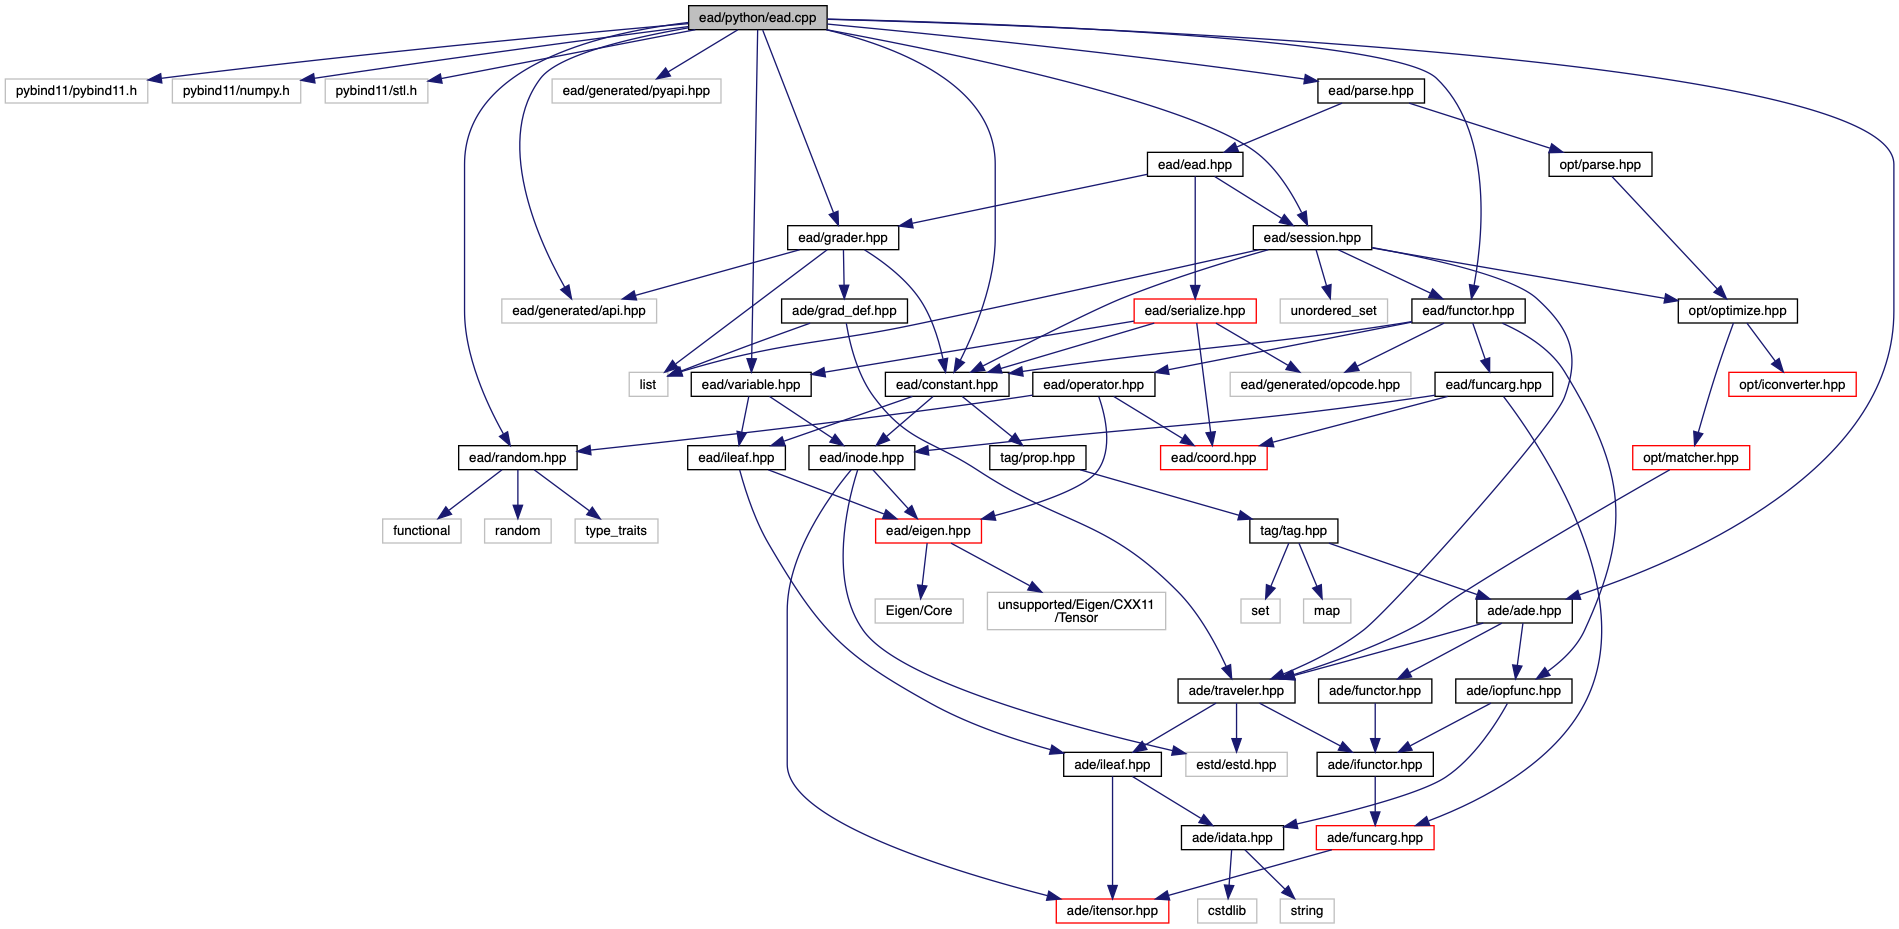 ead/python/ead.cpp
pybind11/pybind11.h
pybind11/numpy.h
pybind11/stl.h
ead/generated/pyapi.hpp
ead/parse.hpp
ead/ead.hpp
opt/parse.hpp
ead/grader.hpp
ead/session.hpp
ead/generated/api.hpp
ade/grad_def.hpp
ead/serialize.hpp
unordered_set
ead/functor.hpp
opt/optimize.hpp
list
ead/variable.hpp
ead/constant.hpp
ead/operator.hpp
ead/generated/opcode.hpp
ead/funcarg.hpp
opt/iconverter.hpp
ead/random.hpp
ead/ileaf.hpp
ead/inode.hpp
tag/prop.hpp
ead/coord.hpp
opt/matcher.hpp
functional
random
type_traits
ead/eigen.hpp
tag/tag.hpp
Eigen/Core
unsupported/Eigen/CXX11
/Tensor
set
map
ade/ade.hpp
ade/traveler.hpp
ade/functor.hpp
ade/iopfunc.hpp
ade/ileaf.hpp
estd/estd.hpp
ade/ifunctor.hpp
ade/idata.hpp
ade/funcarg.hpp
ade/itensor.hpp
cstdlib
string